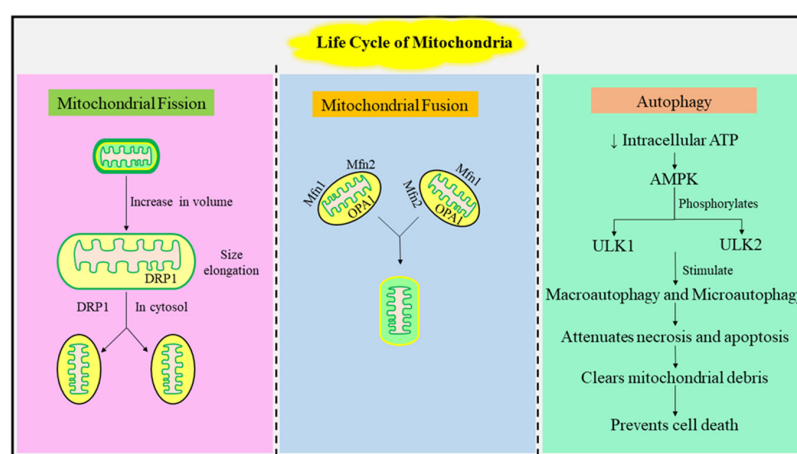 Life Cycle of Mitochondria
Mitochondrial Fission
Increase in volume
DRP1
Size
elongation
DRP1
In cytosol
Mitochondrial Fusion
Mfn1
Mfn2
OPA1
Mfn2
Mfn1
OPA1
Autophagy
↓ Intracellular ATP
AMPK
Phosphorylates
ULK1
ULK2
Stimulate
Macroautophagy and Microautophagy
Attenuates necrosis and apoptosis
Clears mitochondrial debris
Prevents cell death